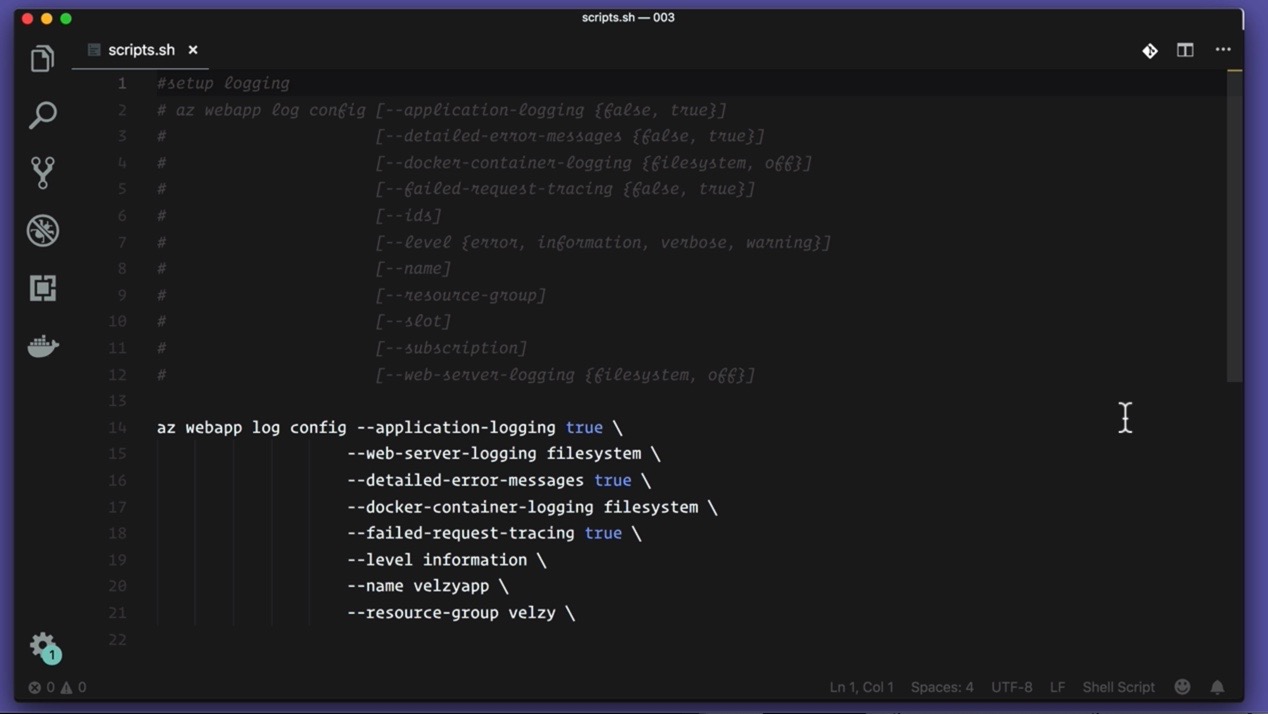 scripts.sh — 003
scripts.sh ×
1 #setup logging
2 # az webapp log config [--application-logging {false, true}]
3 # [--detailed-error-messages {false, true}]
4 # [--docker-container-logging {filesystem, off}]
5 # [--failed-request-tracing {false, true}]
6 # [--ids]
7 # [--level {error, information, verbose, warning}]
8 # [--name]
9 # [--resource-group]
10 # [--slot]
11 # [--subscription]
12 # [--web-server-logging {filesystem, off}]
13
14 az webapp log config --application-logging true \
15 --web-server-logging filesystem \
16 --detailed-error-messages true \
17 --docker-container-logging filesystem \
18 --failed-request-tracing true \
19 --level information \
20 --name velzyapp \
21 --resource-group velzy \
22
1
0 0 Ln 1, Col 1 Spaces: 4 UTF-8 LF Shell Script